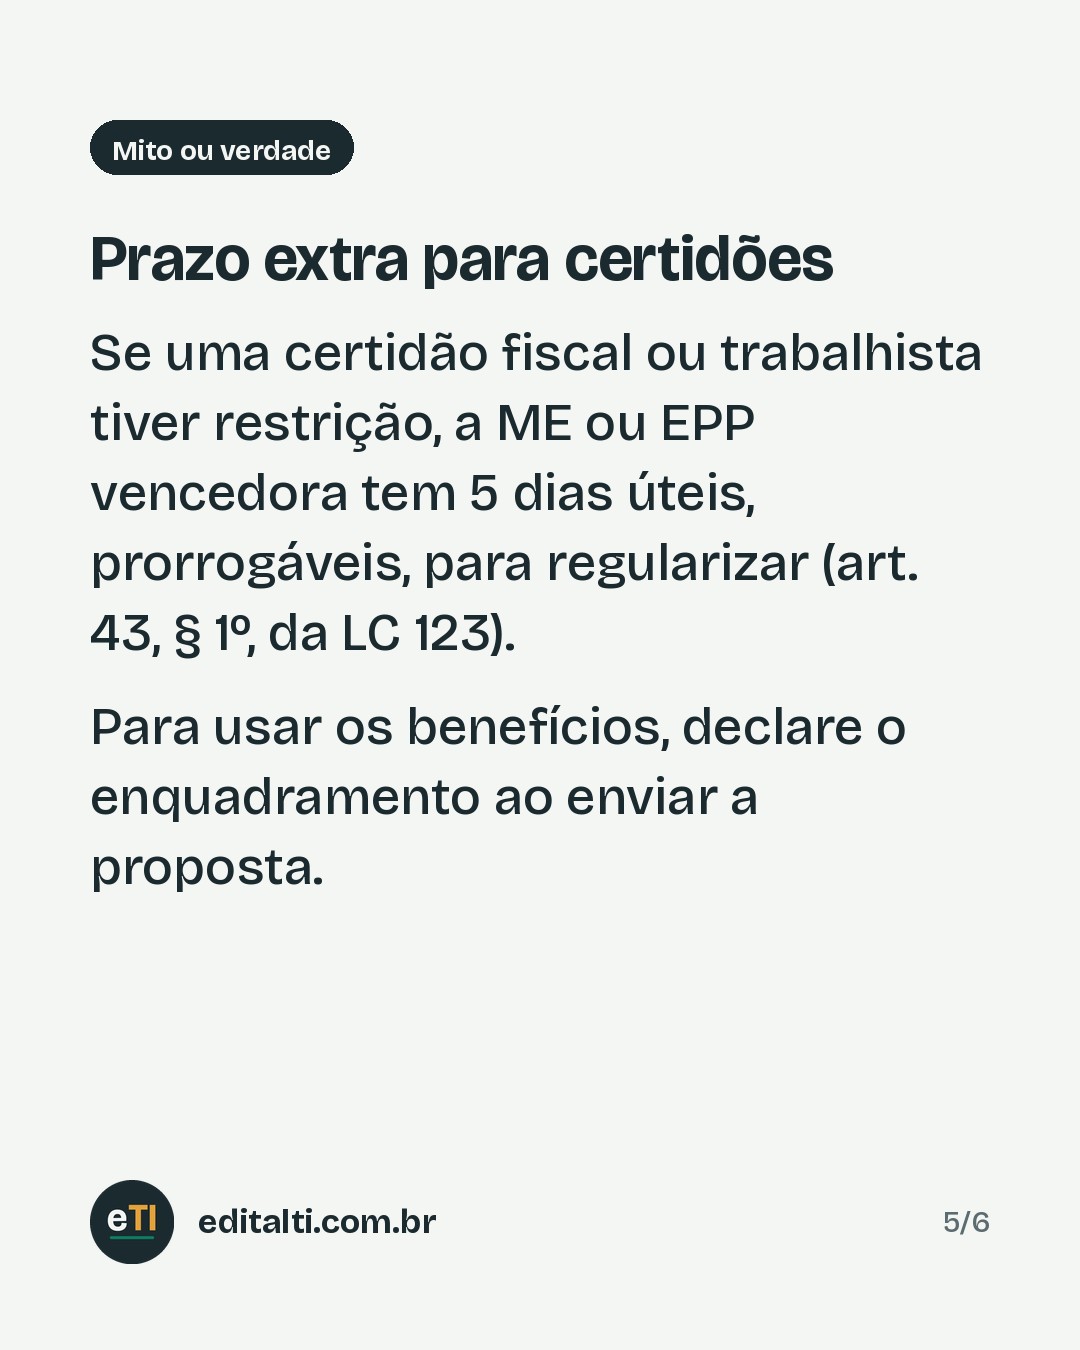 Mito ou verdade
Prazo extra para certidões
Se uma certidão fiscal ou trabalhista
tiver restrição, a ME ou EPP
vencedora tem 5 dias úteis,
prorrogáveis, para regularizar (art.
43, § 1º, da LC 123).
Para usar os benefícios, declare o
enquadramento ao enviar a
proposta.
eTI
editalti.com.br
5/6